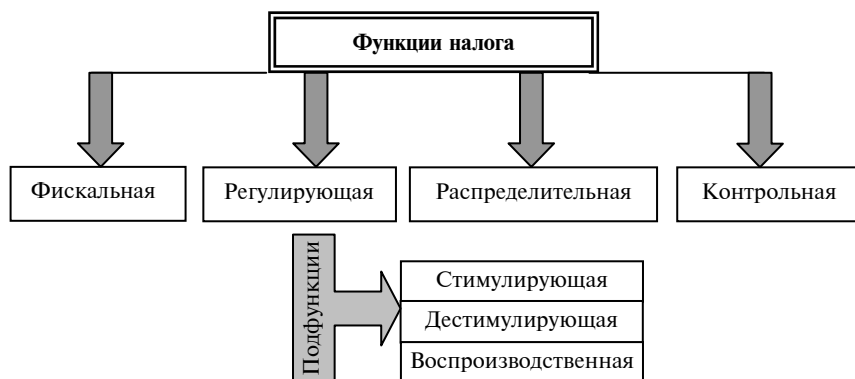 Функции налога
Фискальная
Регулирующая
Распределительная
Контрольная
Подфункции
Стимулирующая
Дестимулирующая
Воспроизводственная